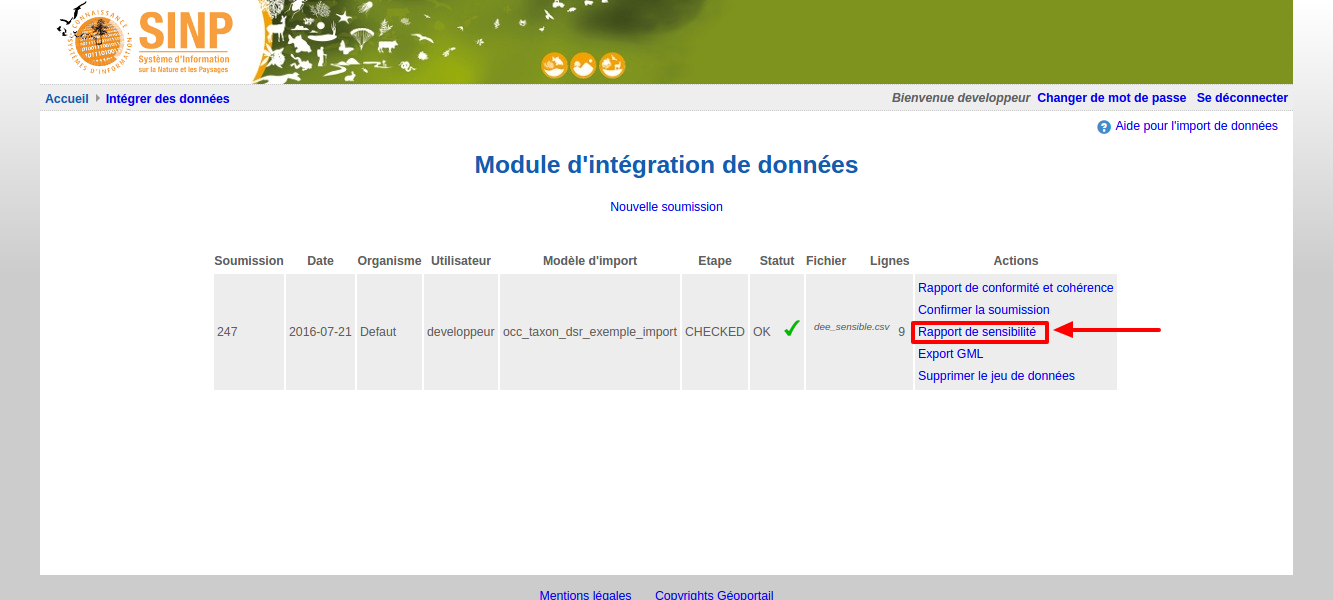 SINP
Système d'Information
sur la Nature et les Paysages
Accueil Intégrer des données
Bienvenue developpeur Changer de mot de passe Se déconnecter
? Aide pour l'import de données
Module d'intégration de données
Nouvelle soumission
Soumission Date Organisme Utilisateur Modèle d'import Etape Statut Fichier Lignes Actions
247 2016-07-21 Defaut developpeur occ_taxon_dsr_exemple_import CHECKED OK dee_sensible.csv 9
Rapport de conformité et cohérence
Confirmer la soumission
Rapport de sensibilité
Export GML
Supprimer le jeu de données
Mentions légales Copyrights Géoportail